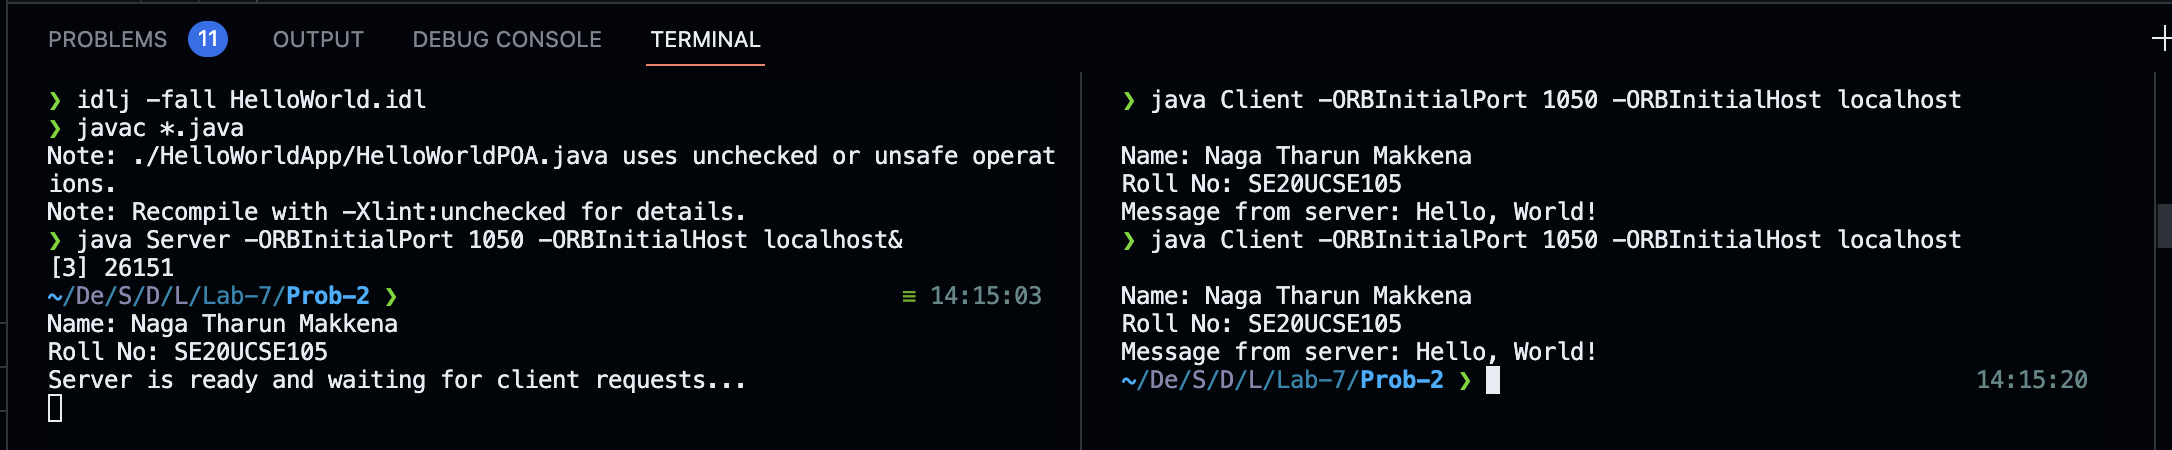 PROBLEMS 11 OUTPUT DEBUG CONSOLE TERMINAL
❯ idlj -fall HelloWorld.idl
❯ javac *.java
Note: ./HelloWorldApp/HelloWorldPOA.java uses unchecked or unsafe operat
ions.
Note: Recompile with -Xlint:unchecked for details.
❯ java Server -ORBInitialPort 1050 -ORBInitialHost localhost&
[3] 26151
~/De/S/D/L/Lab-7/Prob-2 ❯ ≡ 14:15:03
Name: Naga Tharun Makkena
Roll No: SE20UCSE105
Server is ready and waiting for client requests...
❯ java Client -ORBInitialPort 1050 -ORBInitialHost localhost
Name: Naga Tharun Makkena
Roll No: SE20UCSE105
Message from server: Hello, World!
❯ java Client -ORBInitialPort 1050 -ORBInitialHost localhost
Name: Naga Tharun Makkena
Roll No: SE20UCSE105
Message from server: Hello, World!
~/De/S/D/L/Lab-7/Prob-2 ❯ 14:15:20